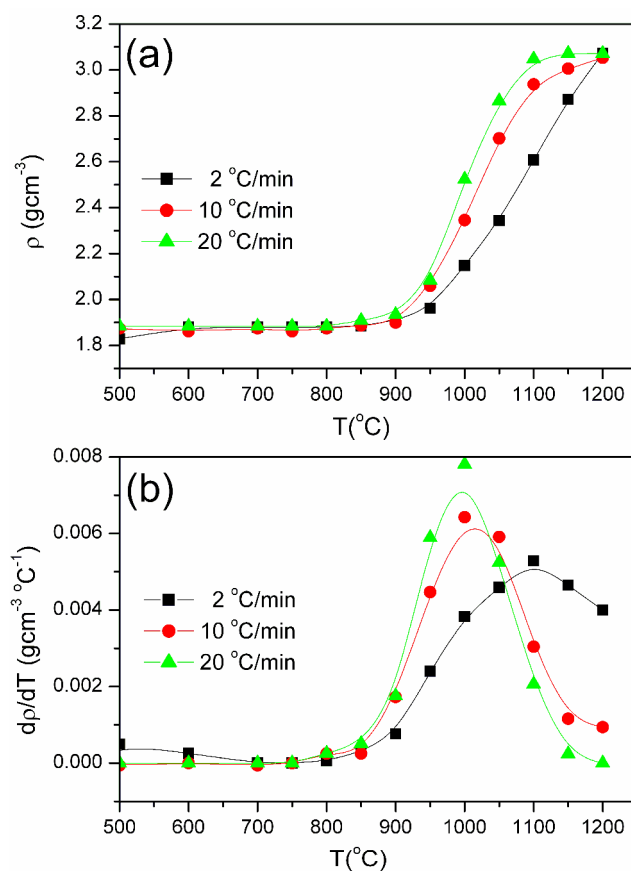 (a)
ρ (gcm⁻³)
3.2
3.0
2.8
2.6
2.4
2.2
2.0
1.8
2 °C/min
10 °C/min
20 °C/min
500 600 700 800 900 1000 1100 1200
T(°C)
(b)
dρ/dT (gcm⁻³ °C⁻¹)
0.008
0.006
0.004
0.002
0.000
2 °C/min
10 °C/min
20 °C/min
500 600 700 800 900 1000 1100 1200
T(°C)